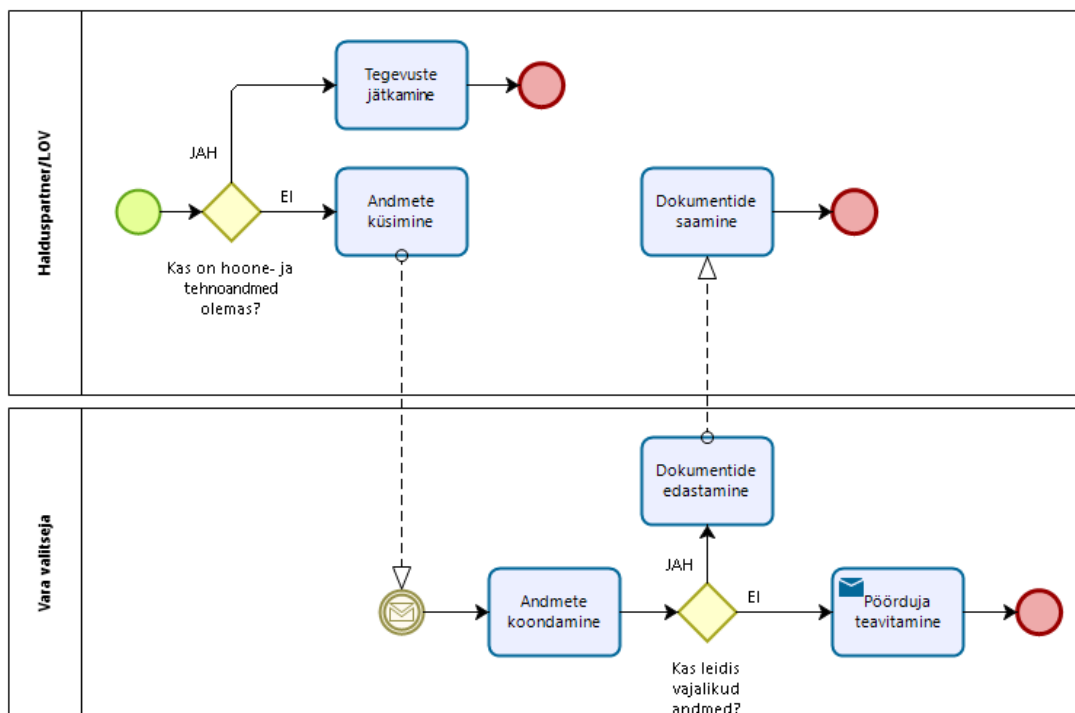 Halduspartner/LOV
Tegevuste
jätkamine
JAH
EI
Andmete
küsimine
Dokumentide
saamine
Kas on hoone- ja
tehnoandmed
olemas?
Vara valitseja
Dokumentide
edastamine
JAH
EI
Andmete
koondamine
Pöörduja
teavitamine
Kas leidis
vajalikud
andmed?